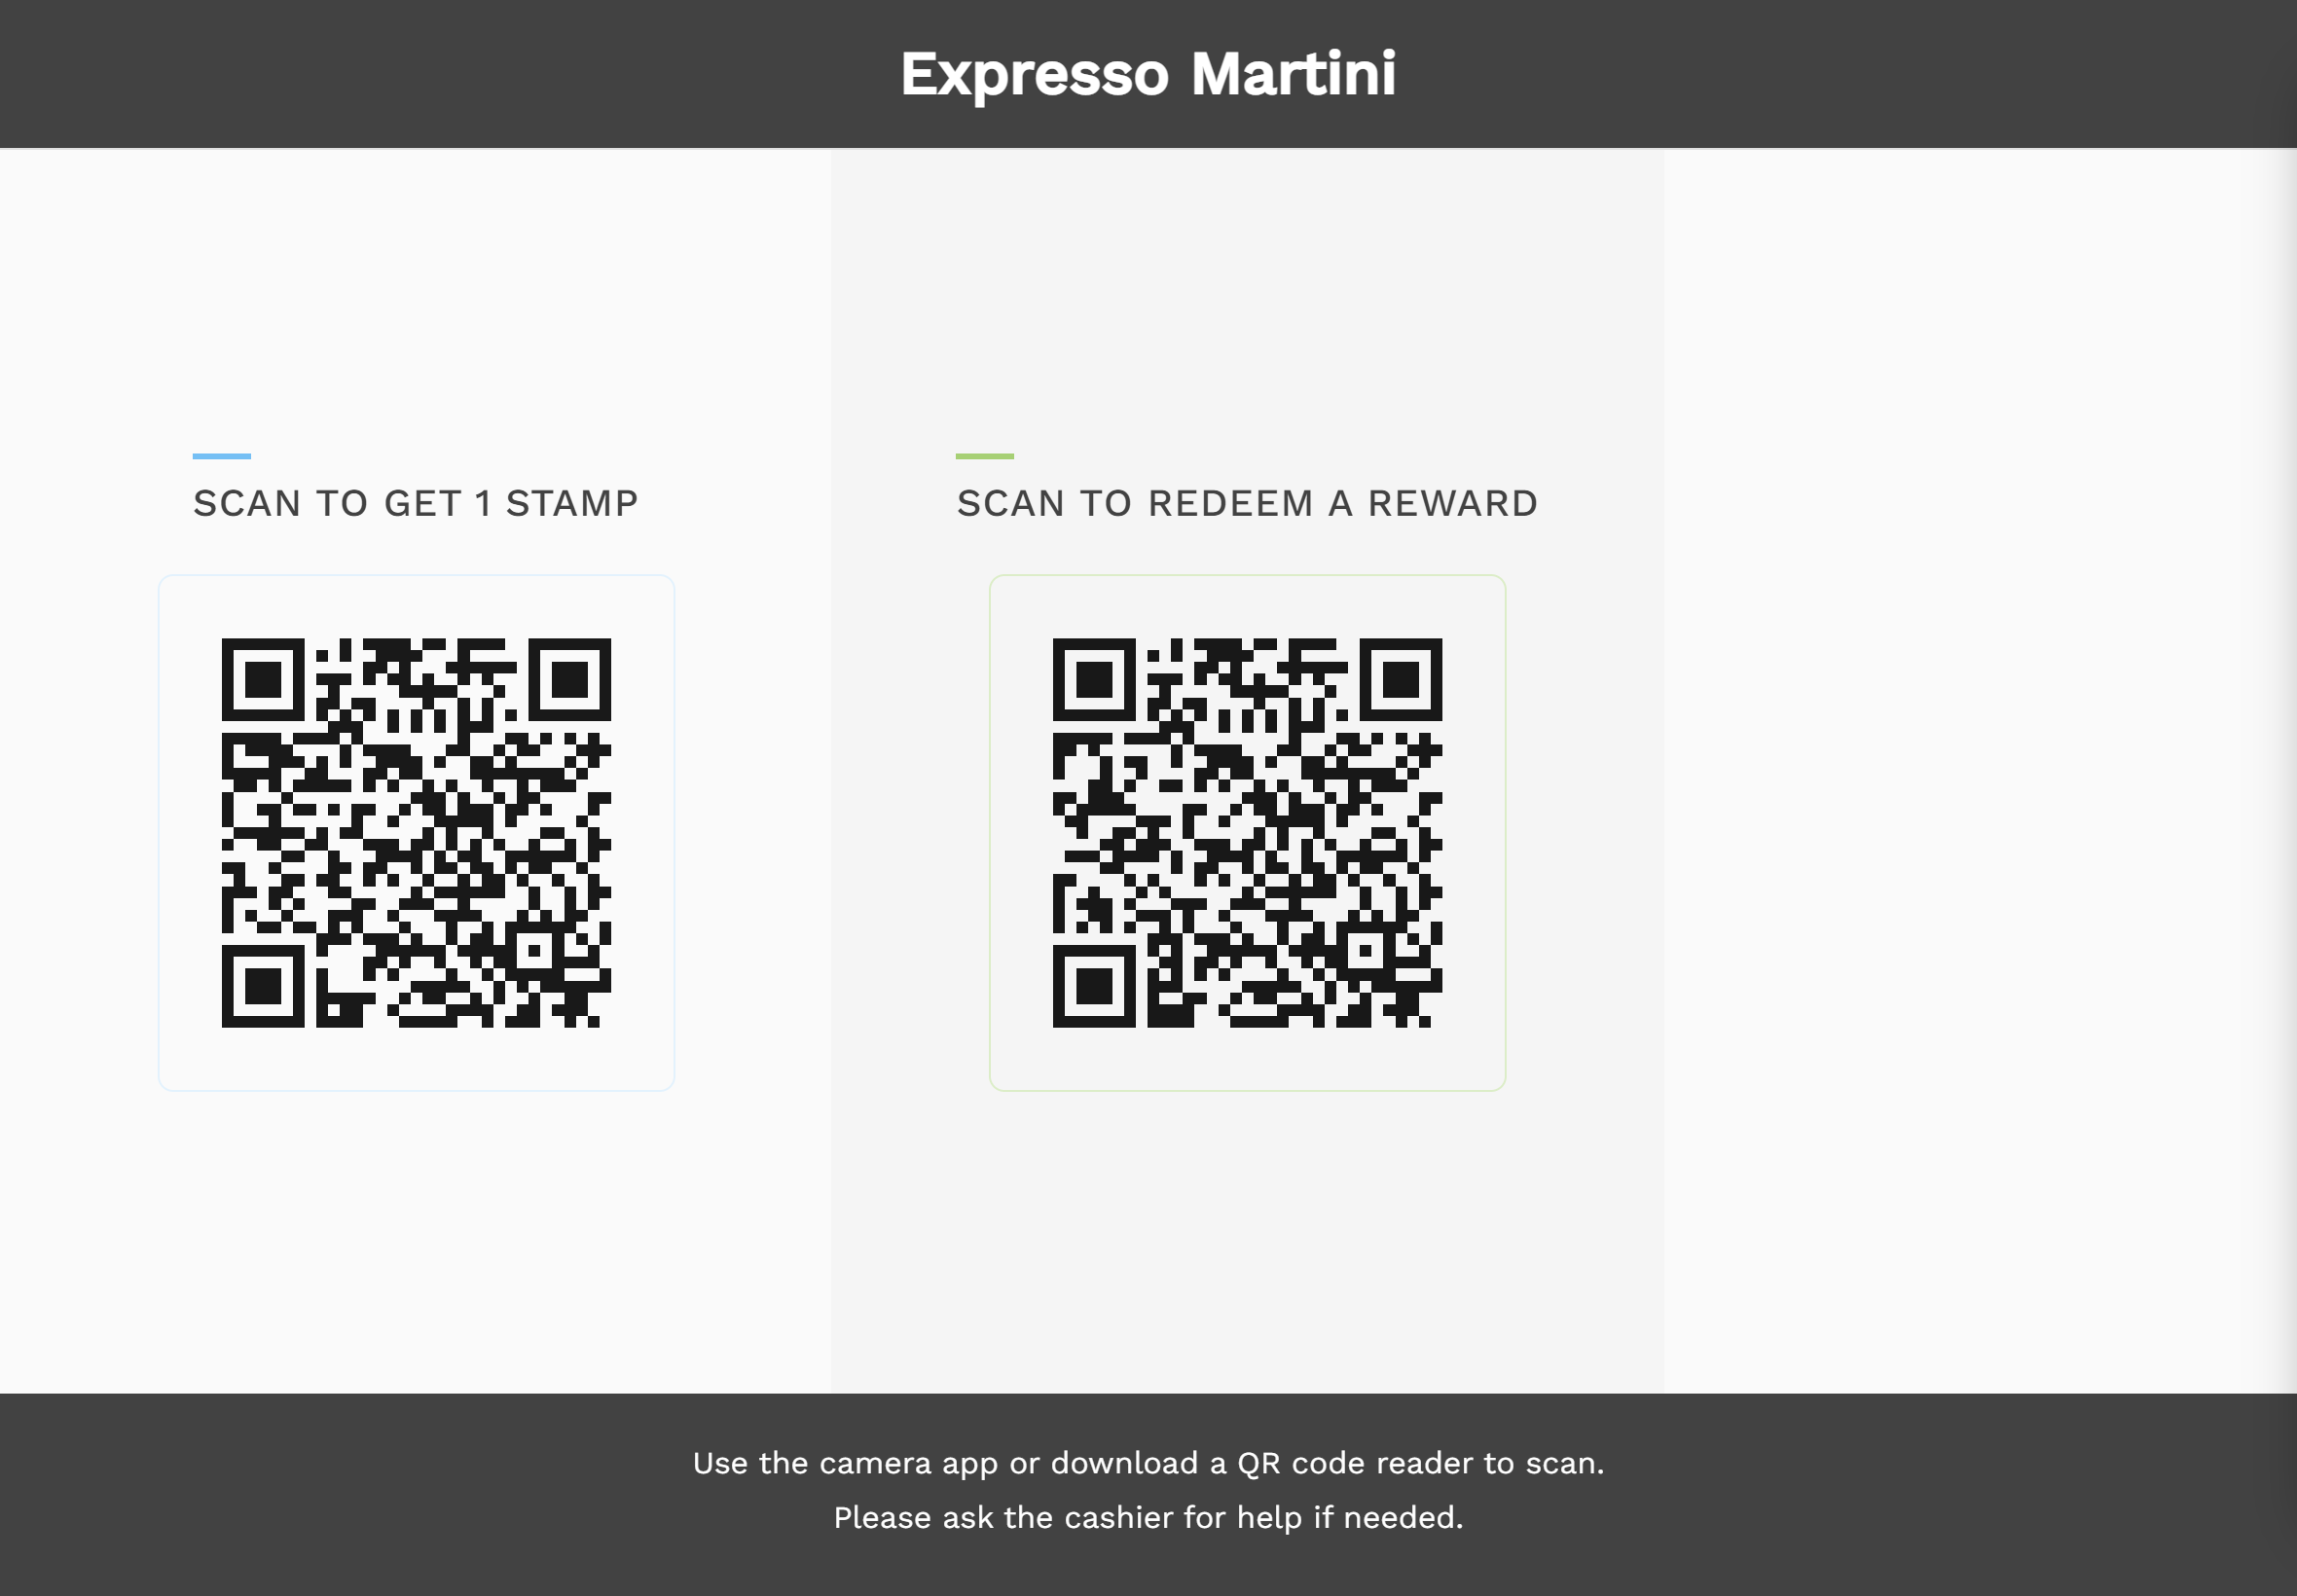 Expresso Martini
SCAN TO GET 1 STAMP
SCAN TO REDEEM A REWARD
Use the camera app or download a QR code reader to scan.
Please ask the cashier for help if needed.